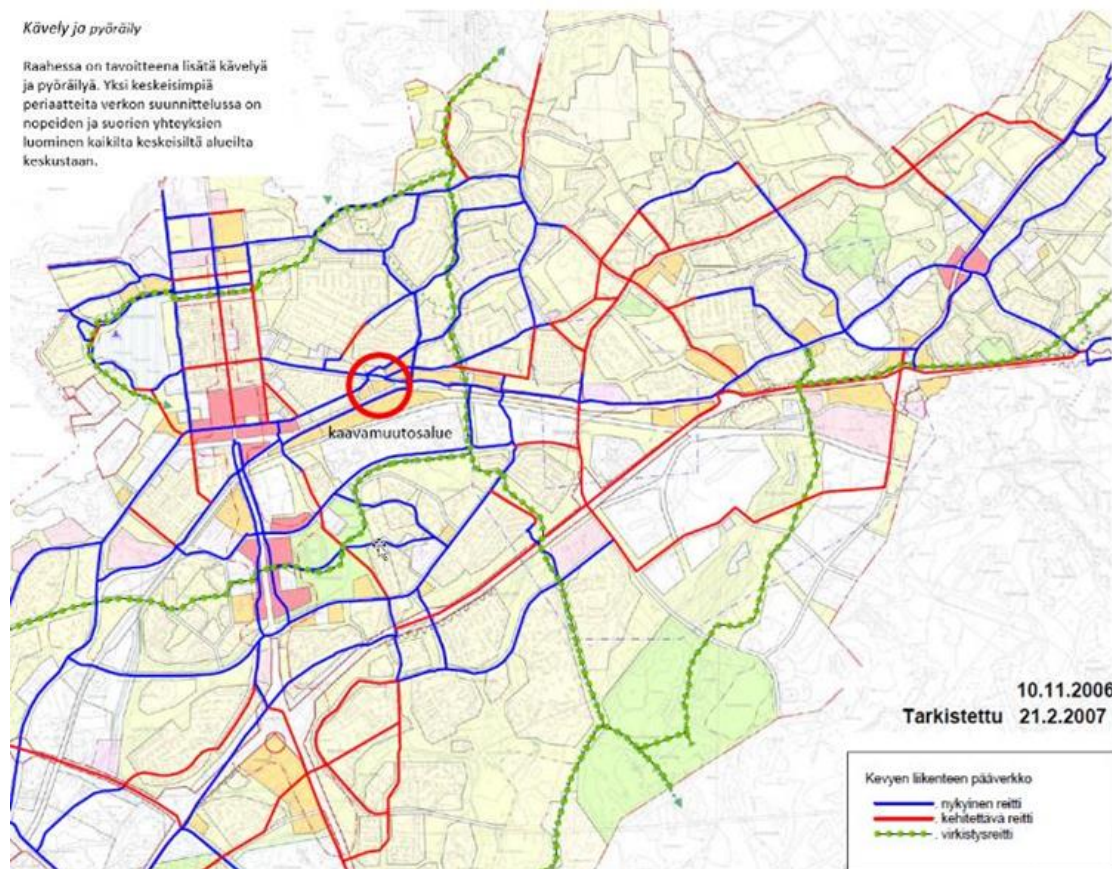 Kävely ja pyöräily
Raahessa on tavoitteena lisätä kävelyä
ja pyöräilyä. Yksi keskeisimpiä
periaatteita verkon suunnittelussa on
nopeiden ja suorien yhteyksien
luominen kaikilta keskeisiltä alueilta
keskustaan.
kaavamuutosalue
10.11.2006
Tarkistettu 21.2.2007
Kevyen liikenteen pääverkko
nykyinen reitti
kehitettävä reitti
virkistysreitti